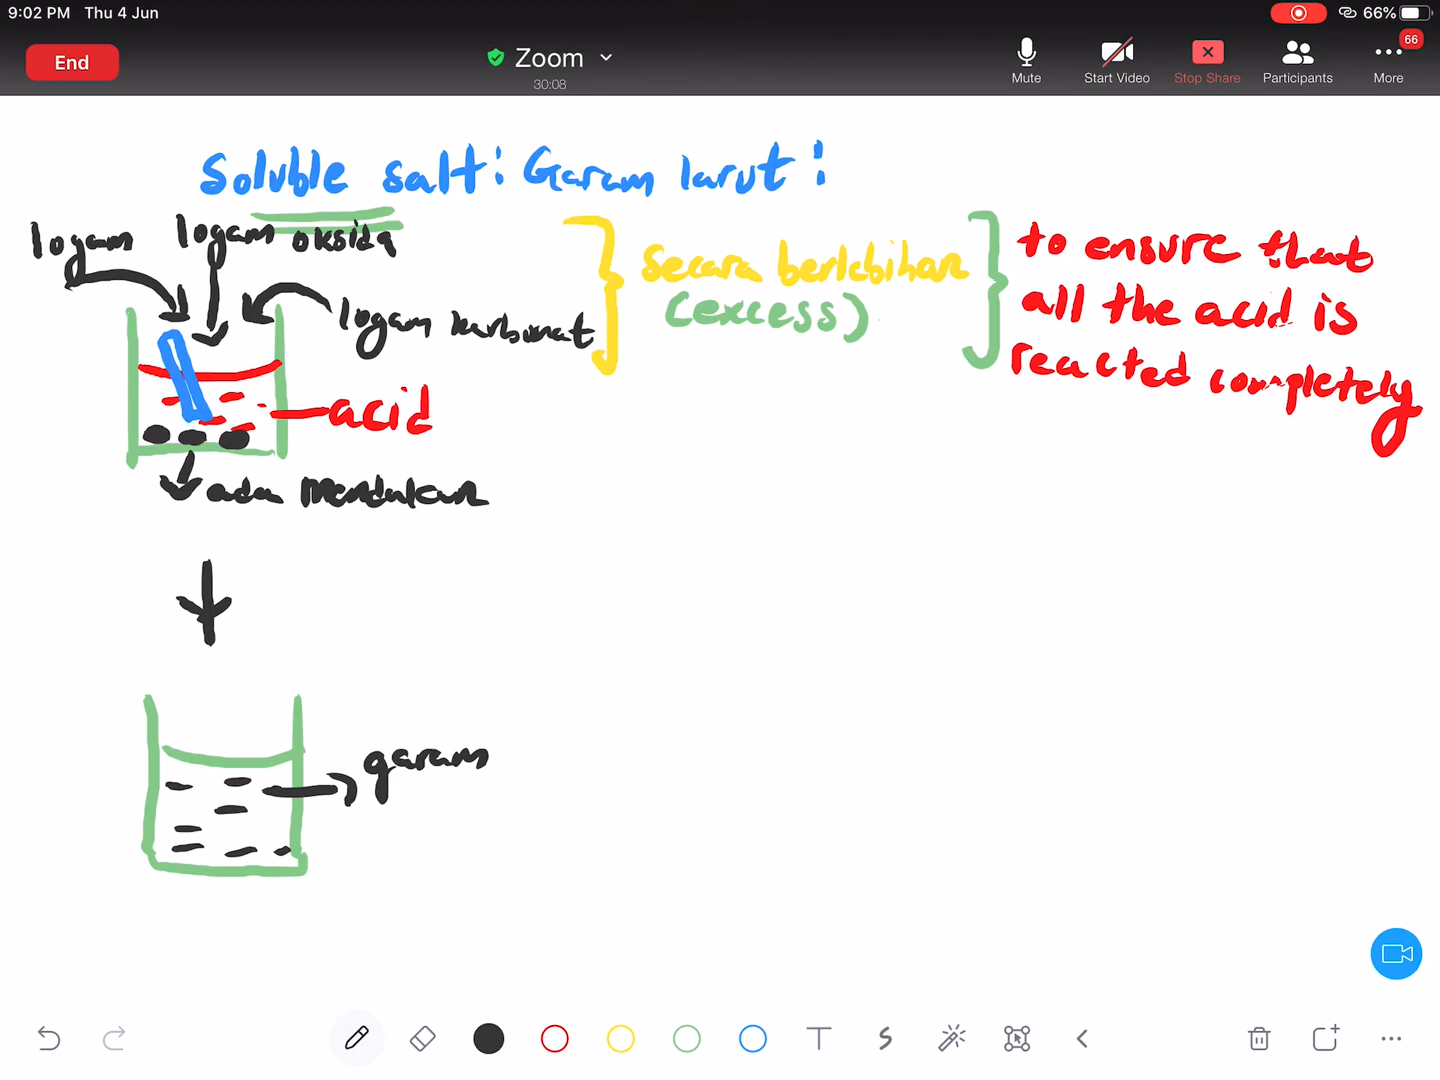 9:02 PM Thu 4 Jun
66%
End
Zoom
30:08
Mute
Start Video
Stop Share
Participants
66
More
Soluble salt: Garam larut:
logam
logam oksida
logam karbonat
secara berlebihan
(excess)
to ensure that
all the acid is
reacted completely
acid
ada mendakan
garam
T